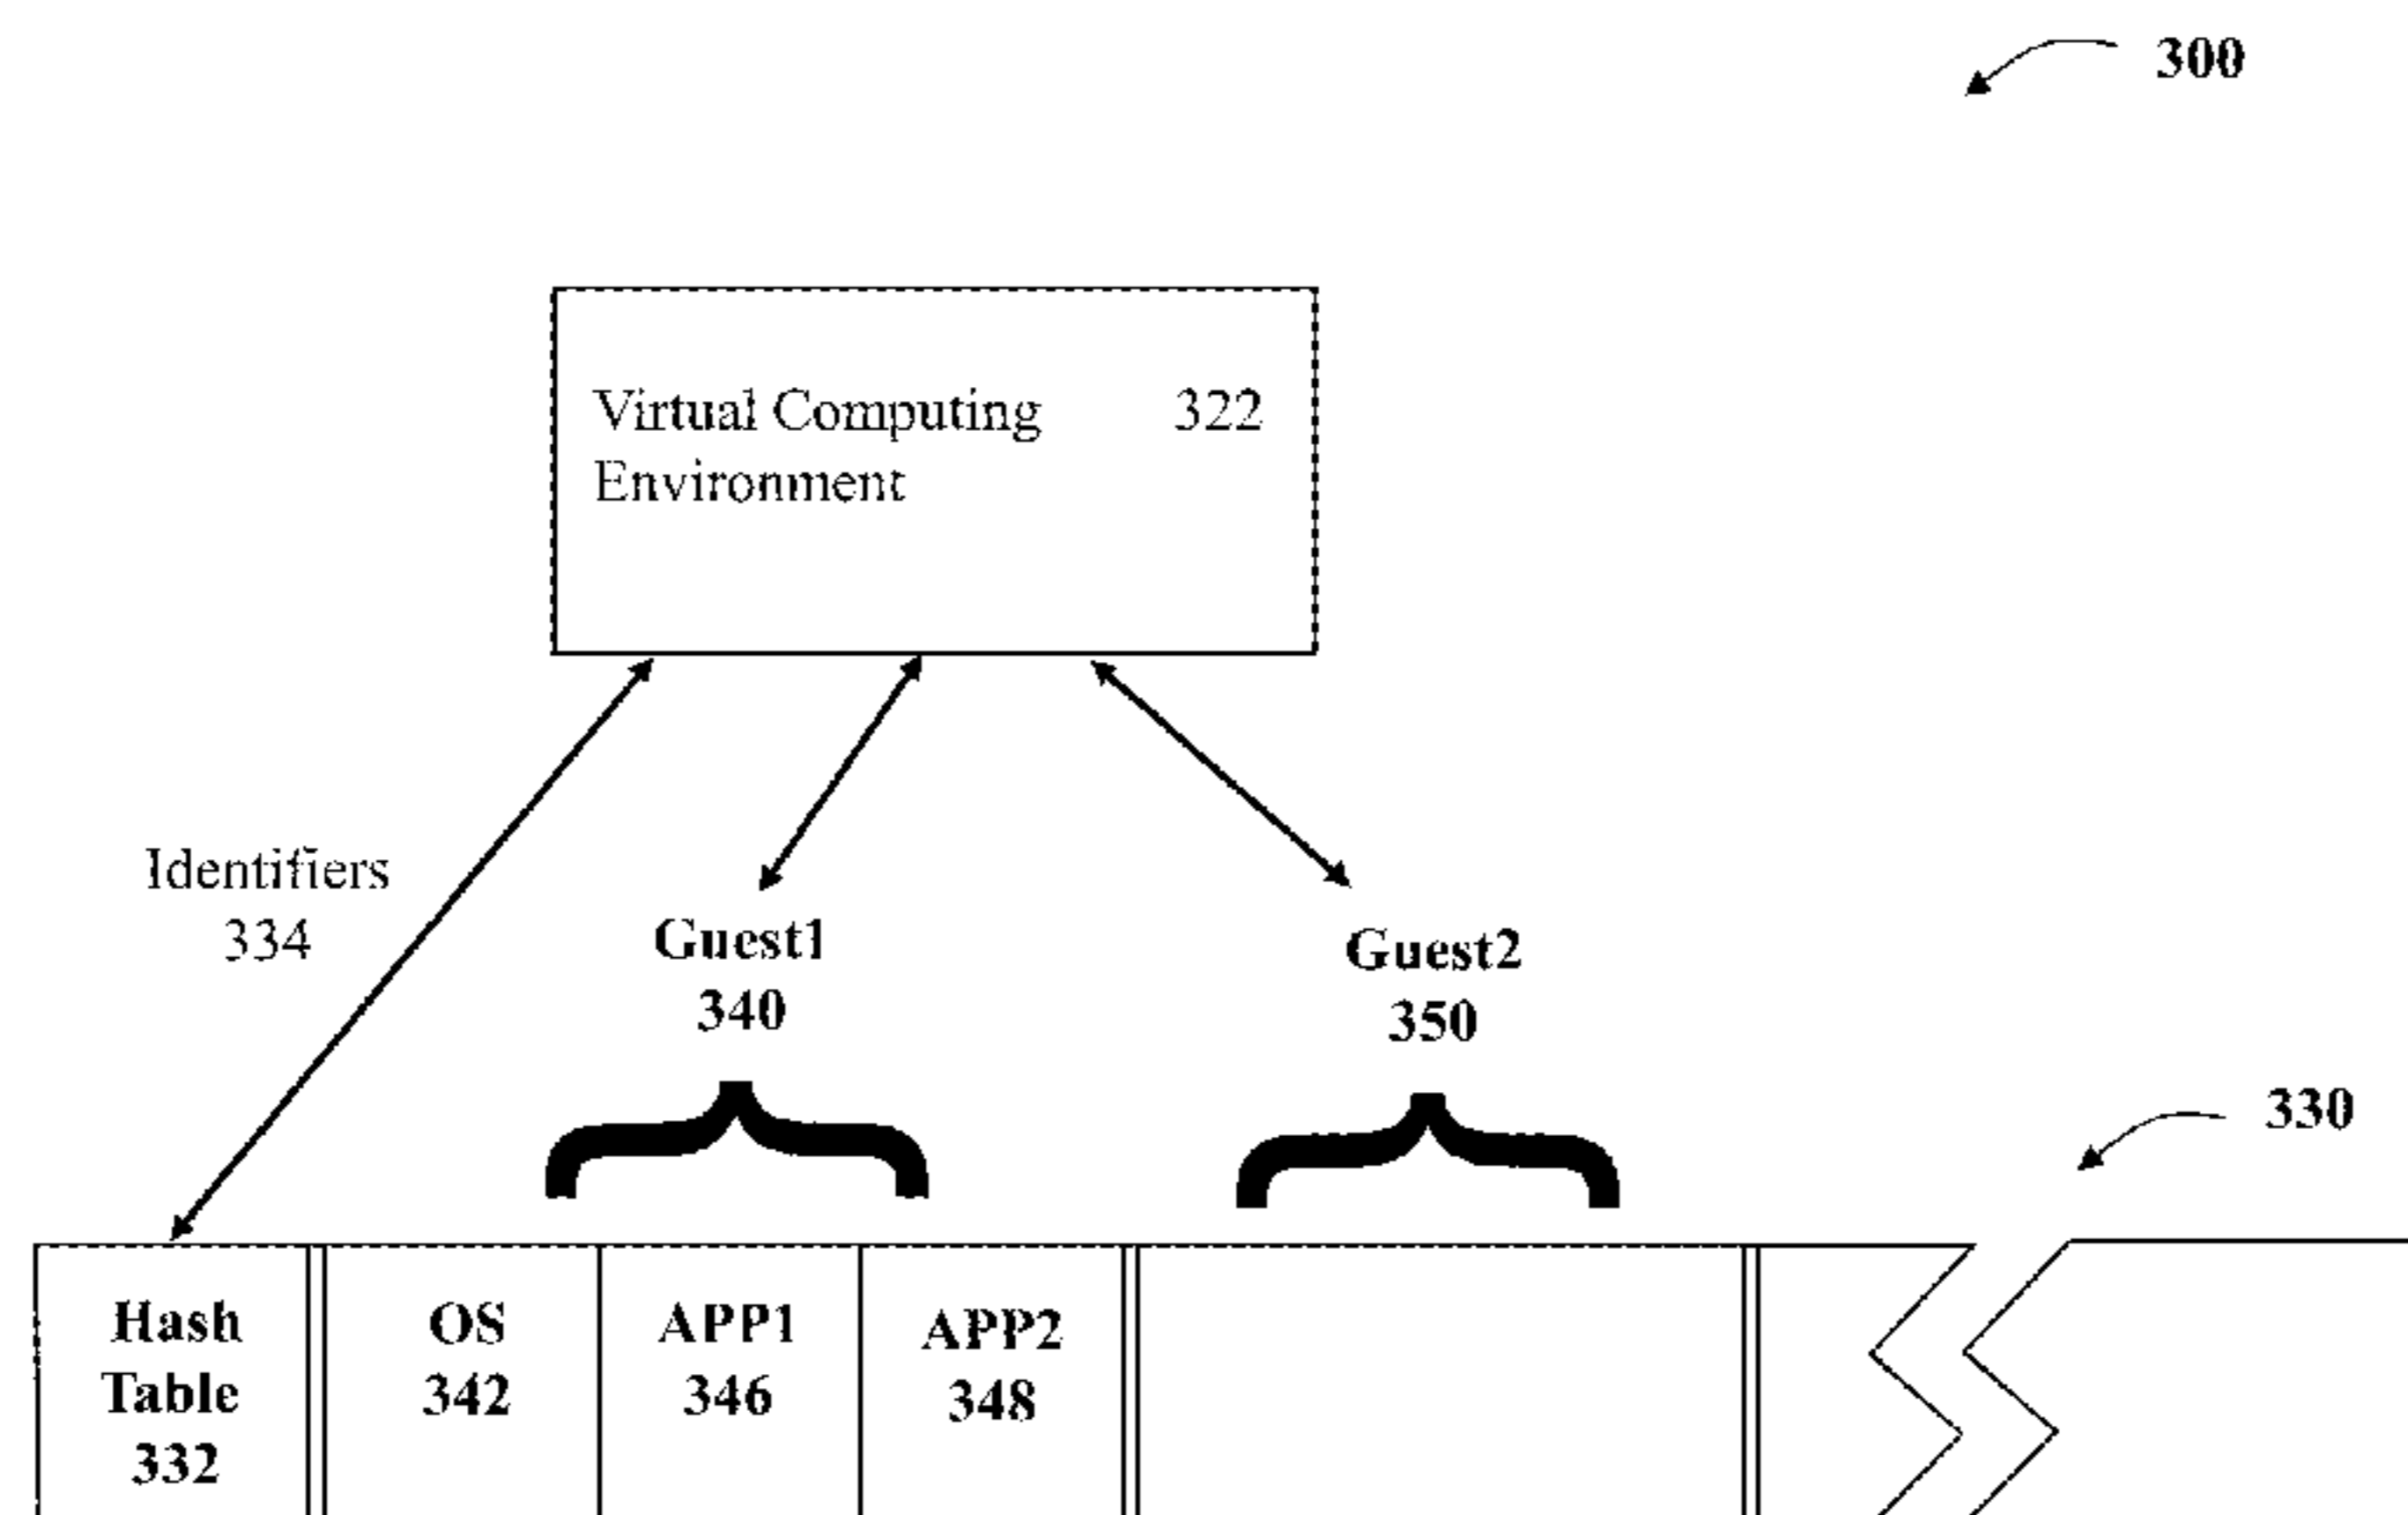 300
Virtual Computing 322
Environment
Identifiers
334
Guest1
340
Guest2
350
330
Hash
Table
332
OS
342
APP1
346
APP2
348